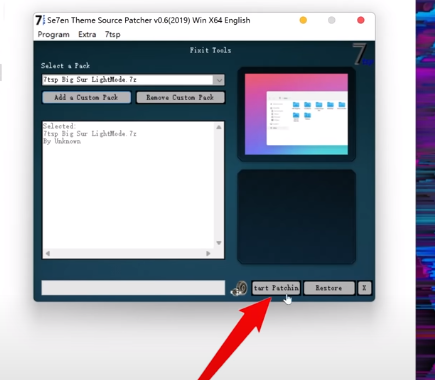 7 Se7en Theme Source Patcher v0.6(2019) Win X64 English
Program Extra 7tsp
Pixit Tools
7
Select a Pack
7tsp Big Sur LightMode.7z
Add a Custom Pack Remove Custom Pack
Selected:
7tsp Big Sur LightMode.7z
By Unknown
tart Patchin Restore